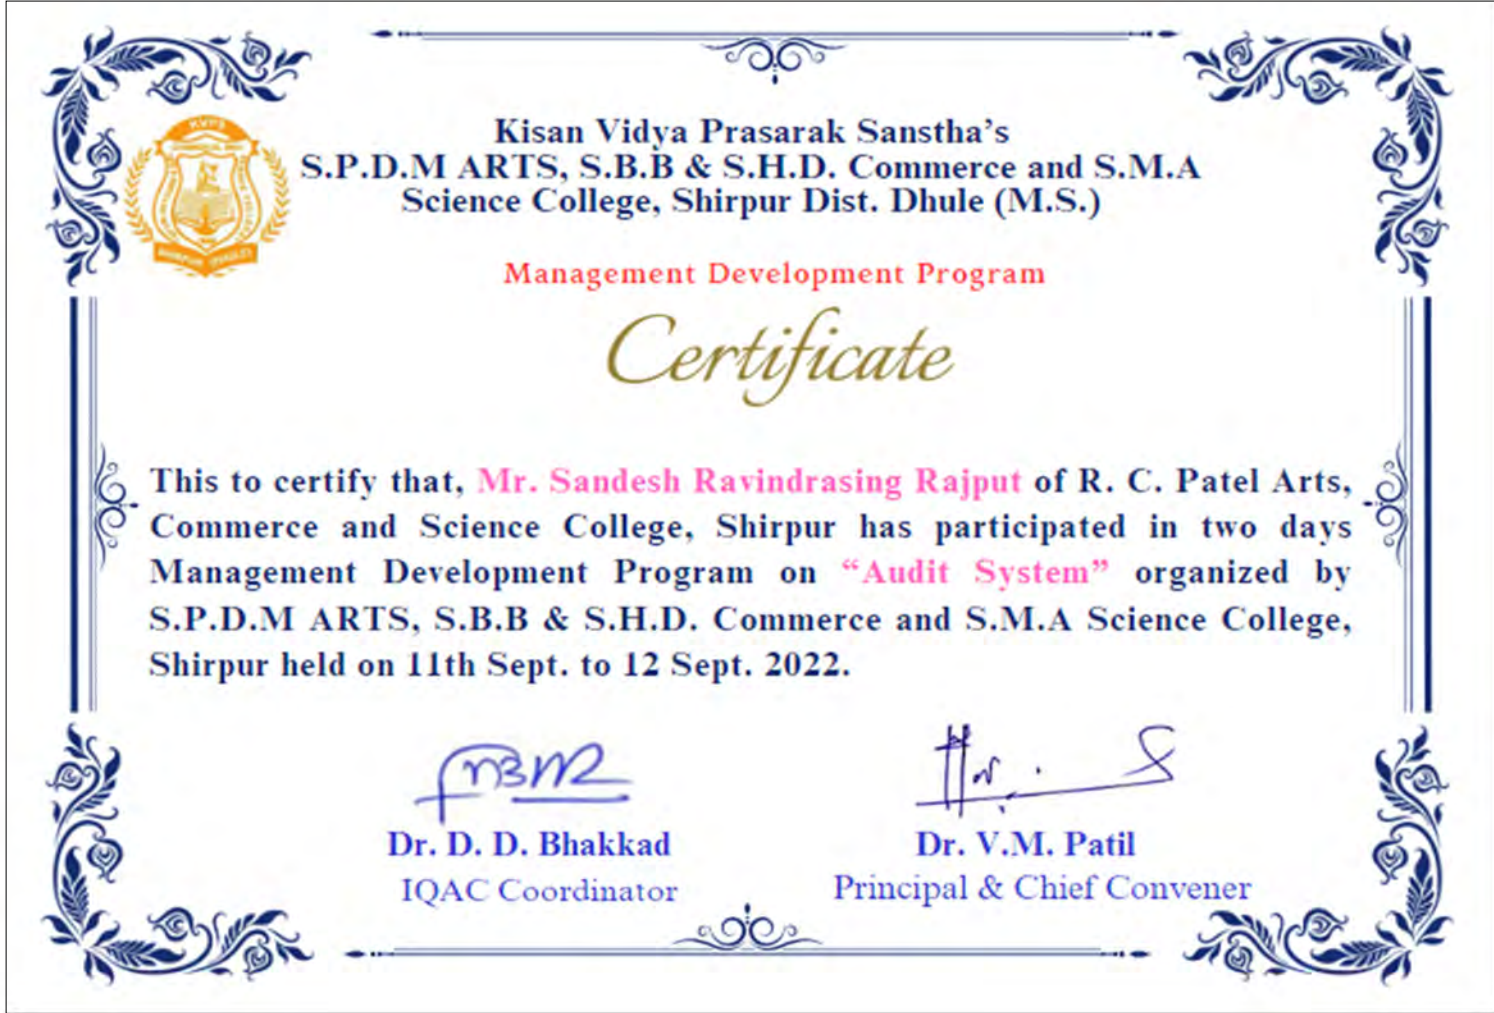 KVPS
Kisan Vidya Prasarak Sanstha's
S.P.D.M ARTS, S.B.B & S.H.D. Commerce and S.M.A
Science College, Shirpur Dist. Dhule (M.S.)
Management Development Program
Certificate
This to certify that, Mr. Sandesh Ravindrasing Rajput of R. C. Patel Arts,
Commerce and Science College, Shirpur has participated in two days
Management Development Program on “Audit System” organized by
S.P.D.M ARTS, S.B.B & S.H.D. Commerce and S.M.A Science College,
Shirpur held on 11th Sept. to 12 Sept. 2022.
Dr. D. D. Bhakkad
Dr. V.M. Patil
IQAC Coordinator
Principal & Chief Convener